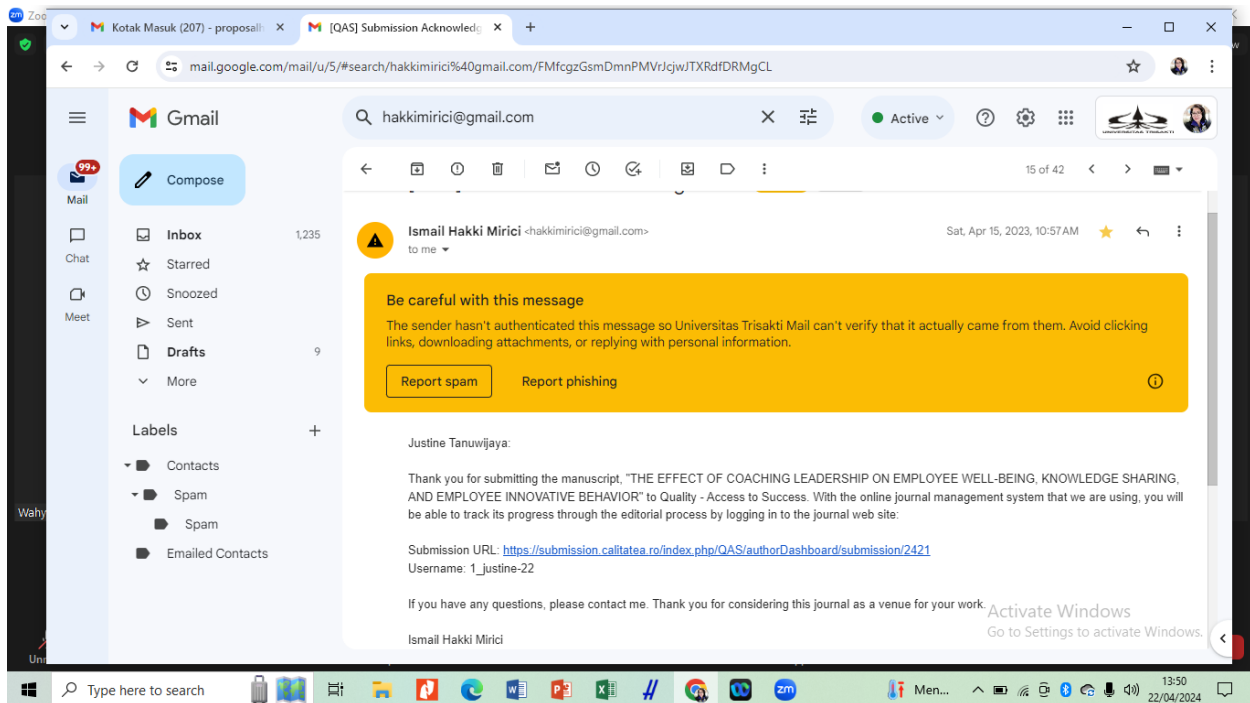 zm Zoo
Kotak Masuk (207) - proposalh
[QAS] Submission Acknowledg
mail.google.com/mail/u/5/#search/hakkimirici%40gmail.com/FMfcgzGsmDmnPMVrJcjwJTXRdfDRMgCL
Gmail
hakkimirici@gmail.com
Active
UNIVERSITAS TRISAKTI
99+
Mail
Compose
15 of 42
Chat
Meet
Inbox 1,235
Starred
Snoozed
Sent
Drafts 9
More
Labels
Contacts
Spam
Spam
Emailed Contacts
Ismail Hakki Mirici <hakkimirici@gmail.com> Sat, Apr 15, 2023, 10:57 AM
to me
Be careful with this message
The sender hasn't authenticated this message so Universitas Trisakti Mail can't verify that it actually came from them. Avoid clicking
links, downloading attachments, or replying with personal information.
Report spam Report phishing
Justine Tanuwijaya:
Thank you for submitting the manuscript, "THE EFFECT OF COACHING LEADERSHIP ON EMPLOYEE WELL-BEING, KNOWLEDGE SHARING,
AND EMPLOYEE INNOVATIVE BEHAVIOR" to Quality - Access to Success. With the online journal management system that we are using, you will
be able to track its progress through the editorial process by logging in to the journal web site:
Submission URL: https://submission.calitatea.ro/index.php/QAS/authorDashboard/submission/2421
Username: 1_justine-22
If you have any questions, please contact me. Thank you for considering this journal as a venue for your work.
Ismail Hakki Mirici
Activate Windows
Go to Settings to activate Windows.
Wahy
Unr
Type here to search
Men...
zm
13:50
22/04/2024